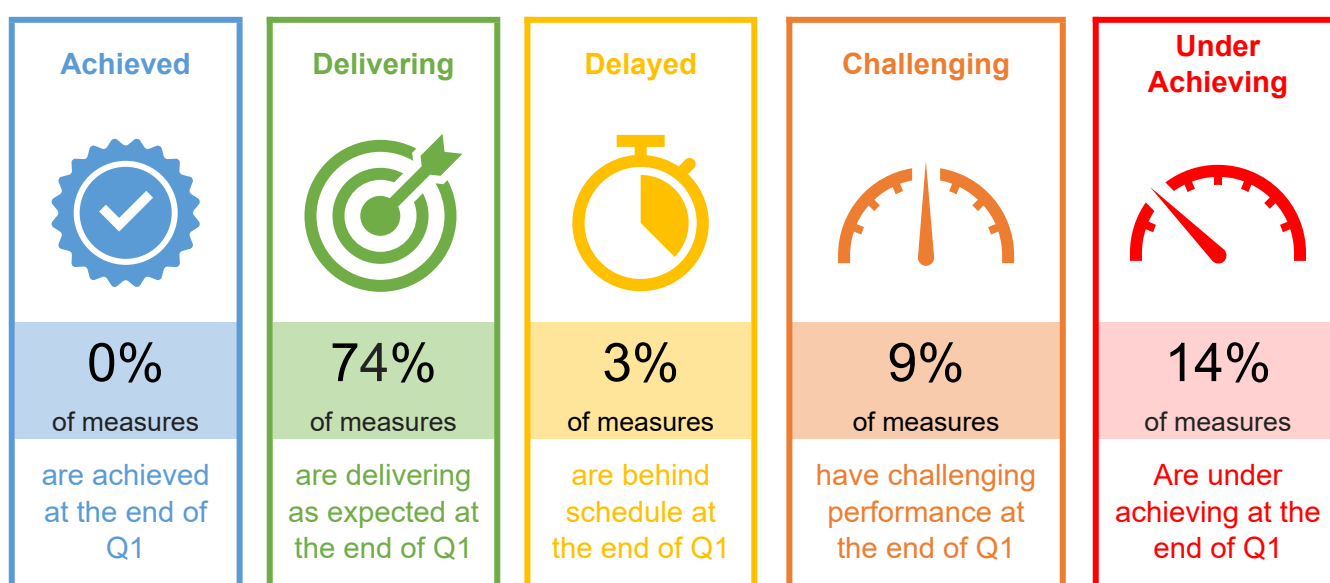 Achieved
0%
of measures
are achieved
at the end of
Q1
Delivering
74%
of measures
are delivering
as expected at
the end of Q1
Delayed
3%
of measures
are behind
schedule at
the end of Q1
Challenging
9%
of measures
have challenging
performance at
the end of Q1
Under
Achieving
14%
of measures
Are under
achieving at the
end of Q1